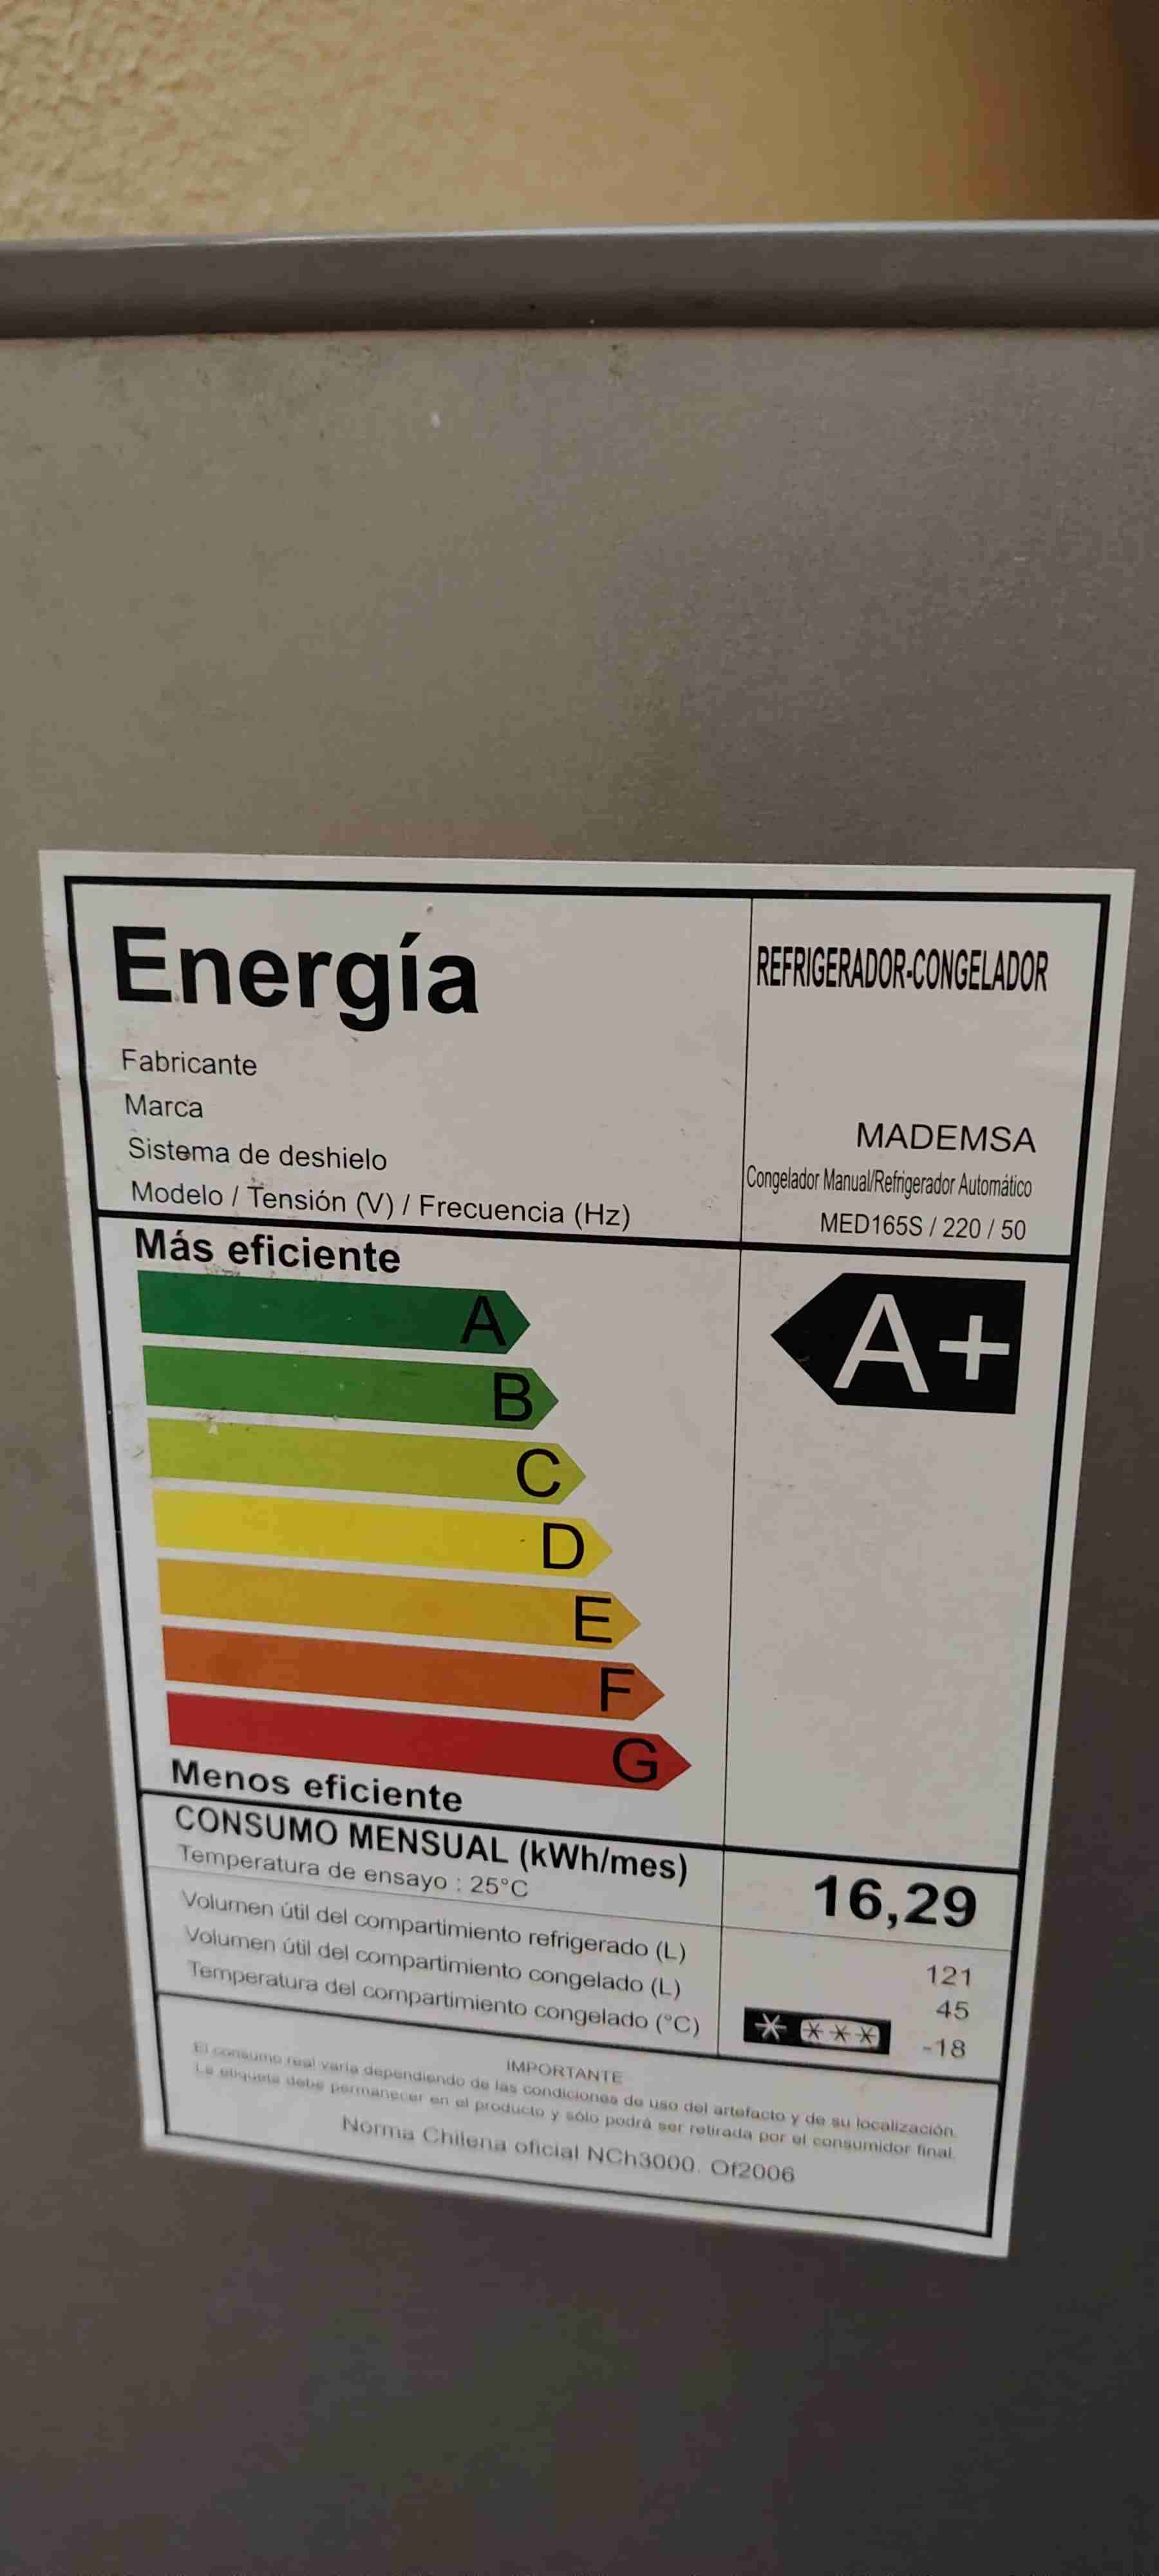 Energía
REFRIGERADOR-CONGELADOR
Fabricante
Marca
MADEMSA
Sistema de deshielo
Congelador Manual/Refrigerador Automático
Modelo / Tensión (V) / Frecuencia (Hz)
MED165S / 220 / 50
Más eficiente
A
A+
B
C
D
E
F
G
Menos eficiente
CONSUMO MENSUAL (kWh/mes)
16,29
Temperatura de ensayo : 25°C
Volumen útil del compartimiento refrigerado (L)
121
Volumen útil del compartimiento congelado (L)
45
Temperatura del compartimiento congelado (°C)
-18
IMPORTANTE
El consumo real varía dependiendo de las condiciones de uso del artefacto y de su localización.
La etiqueta debe permanecer en el producto y sólo podrá ser retirada por el consumidor final.
Norma Chilena oficial NCh3000. Of2006